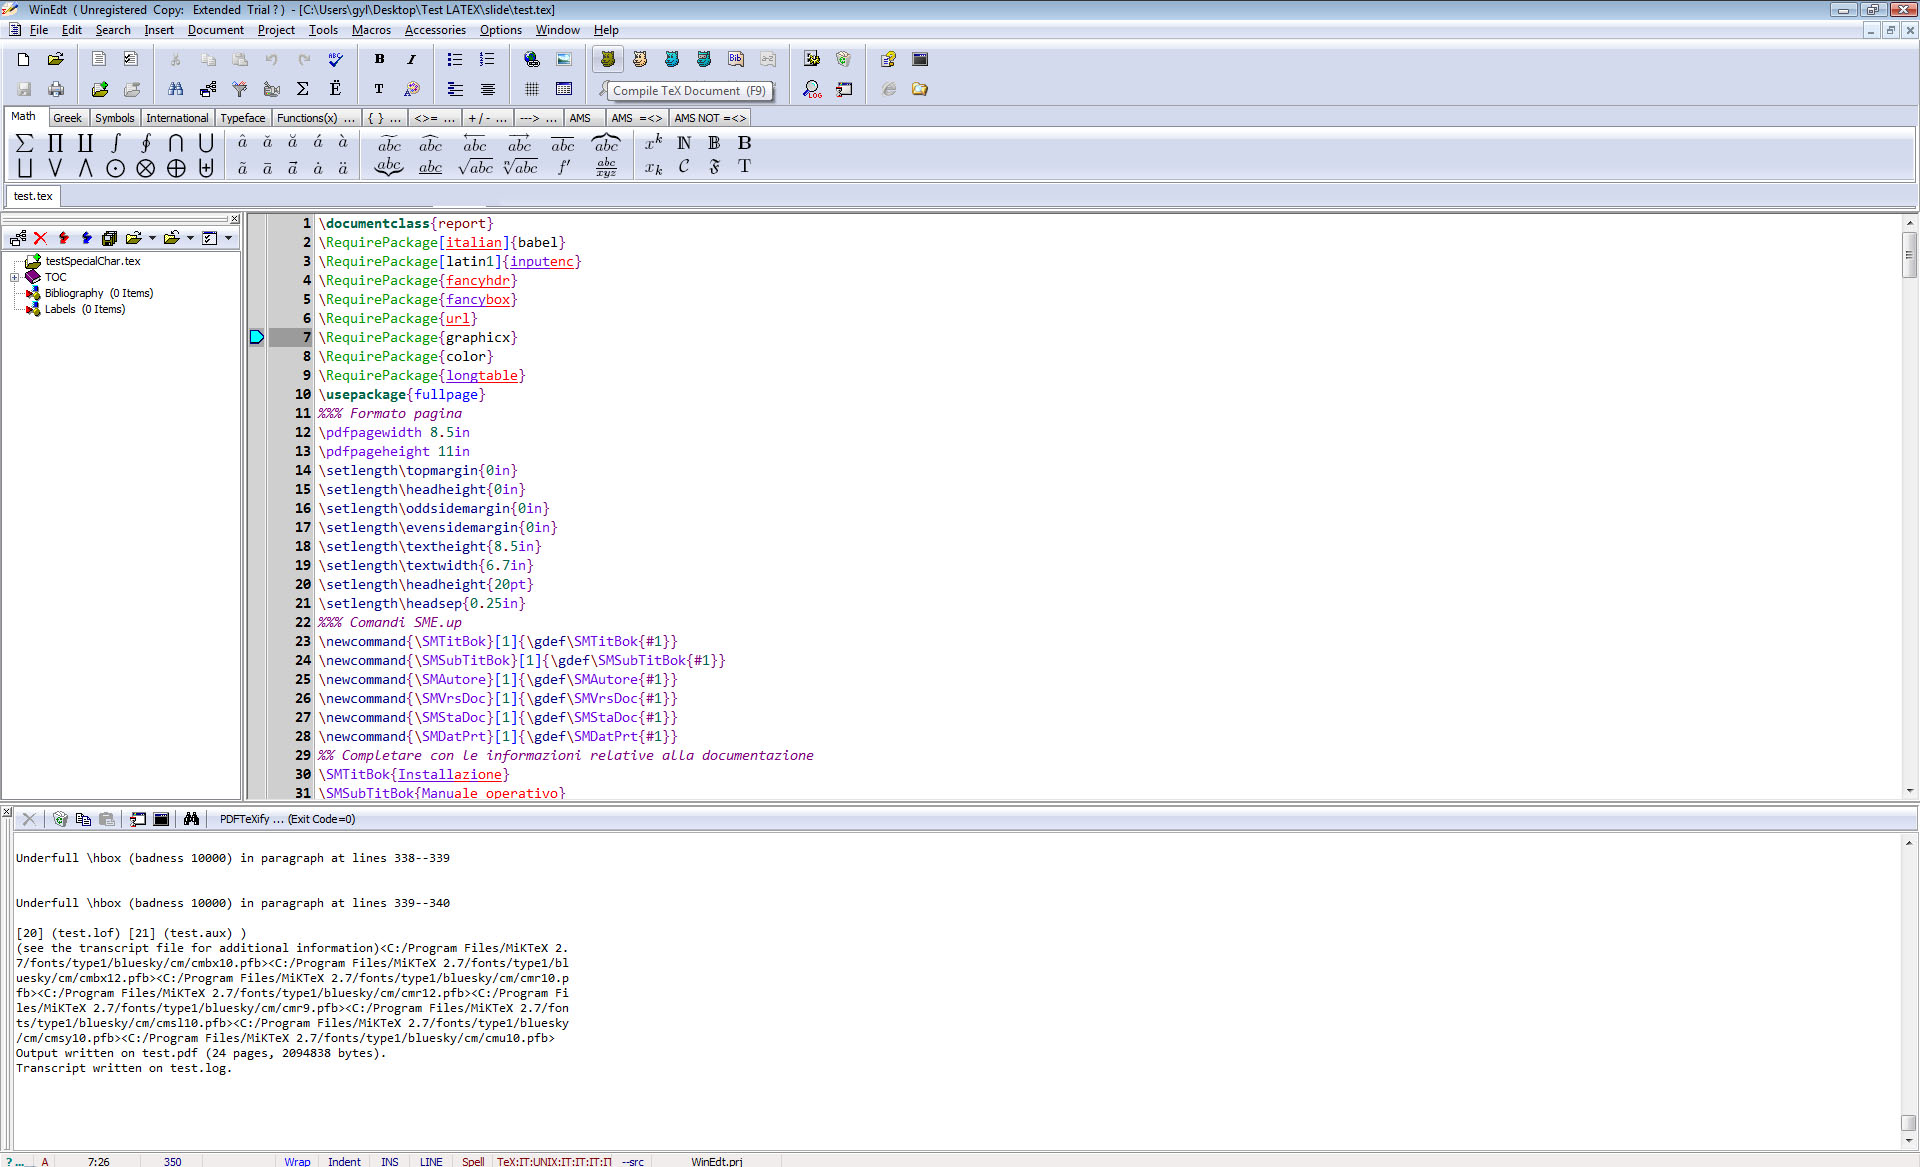 WinEdt ( Unregistered Copy: Extended Trial ? ) - [C:\Users\gyl\Desktop\Test LATEX\slide\test.tex]
File Edit Search Insert Document Project Tools Macros Accessories Options Window Help
Compile TeX Document (F9)
Math Greek Symbols International Typeface Functions(x) ... { } ... <>= ... + / - ... ---> ... AMS AMS =<> AMS NOT =<>
test.tex
testSpecialChar.tex
TOC
Bibliography (0 Items)
Labels (0 Items)
1 \documentclass{report}
2 \RequirePackage[italian]{babel}
3 \RequirePackage[latin1]{inputenc}
4 \RequirePackage{fancyhdr}
5 \RequirePackage{fancybox}
6 \RequirePackage{url}
7 \RequirePackage{graphicx}
8 \RequirePackage{color}
9 \RequirePackage{longtable}
10 \usepackage{fullpage}
11 %%% Formato pagina
12 \pdfpagewidth 8.5in
13 \pdfpageheight 11in
14 \setlength\topmargin{0in}
15 \setlength\headheight{0in}
16 \setlength\oddsidemargin{0in}
17 \setlength\evensidemargin{0in}
18 \setlength\textheight{8.5in}
19 \setlength\textwidth{6.7in}
20 \setlength\headheight{20pt}
21 \setlength\headsep{0.25in}
22 %%% Comandi SME.up
23 \newcommand{\SMTitBok}[1]{\gdef\SMTitBok{#1}}
24 \newcommand{\SMSubTitBok}[1]{\gdef\SMSubTitBok{#1}}
25 \newcommand{\SMAutore}[1]{\gdef\SMAutore{#1}}
26 \newcommand{\SMVrsDoc}[1]{\gdef\SMVrsDoc{#1}}
27 \newcommand{\SMStaDoc}[1]{\gdef\SMStaDoc{#1}}
28 \newcommand{\SMDatPrt}[1]{\gdef\SMDatPrt{#1}}
29 %% Completare con le informazioni relative alla documentazione
30 \SMTitBok{Installazione}
31 \SMSubTitBok{Manuale operativo}
PDFTeXify ... (Exit Code=0)
Underfull \hbox (badness 10000) in paragraph at lines 338--339
Underfull \hbox (badness 10000) in paragraph at lines 339--340
[20] (test.lof) [21] (test.aux) )
(see the transcript file for additional information)<C:/Program Files/MiKTeX 2.
7/fonts/type1/bluesky/cm/cmbx10.pfb><C:/Program Files/MiKTeX 2.7/fonts/type1/bl
uesky/cm/cmbx12.pfb><C:/Program Files/MiKTeX 2.7/fonts/type1/bluesky/cm/cmr10.p
fb><C:/Program Files/MiKTeX 2.7/fonts/type1/bluesky/cm/cmr12.pfb><C:/Program Fi
les/MiKTeX 2.7/fonts/type1/bluesky/cm/cmr9.pfb><C:/Program Files/MiKTeX 2.7/fon
ts/type1/bluesky/cm/cmsl10.pfb><C:/Program Files/MiKTeX 2.7/fonts/type1/bluesky
/cm/cmsy10.pfb><C:/Program Files/MiKTeX 2.7/fonts/type1/bluesky/cm/cmu10.pfb>
Output written on test.pdf (24 pages, 2094838 bytes).
Transcript written on test.log.
? ... A 7:26 350 Wrap Indent INS LINE Spell TeX:IT:UNIX:IT:IT:IT:I --src WinEdt.prj